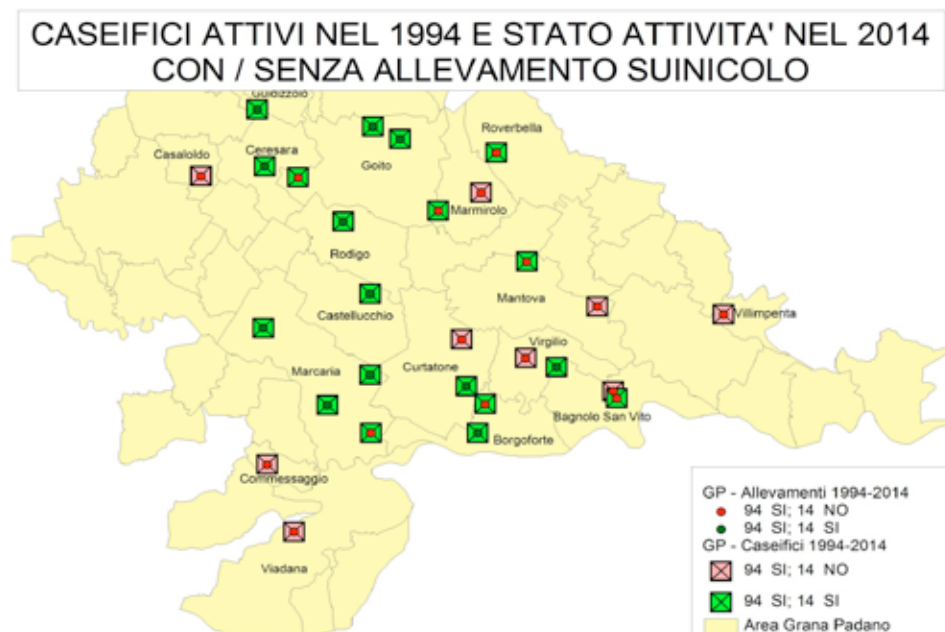 CASEIFICI ATTIVI NEL 1994 E STATO ATTIVITA' NEL 2014
CON / SENZA ALLEVAMENTO SUINICOLO
Guidizzolo
Roverbella
Casaloldo
Ceresara
Goito
Marmirolo
Rodigo
Mantova
Castellucchio
Villimpenta
Virgilio
Marcaria
Curtatone
Bagnolo San Vito
Borgoforte
Commessaggio
Viadana
GP - Allevamenti 1994-2014
94 SI; 14 NO
94 SI; 14 SI
GP - Caseifici 1994-2014
94 SI; 14 NO
94 SI; 14 SI
Area Grana Padano